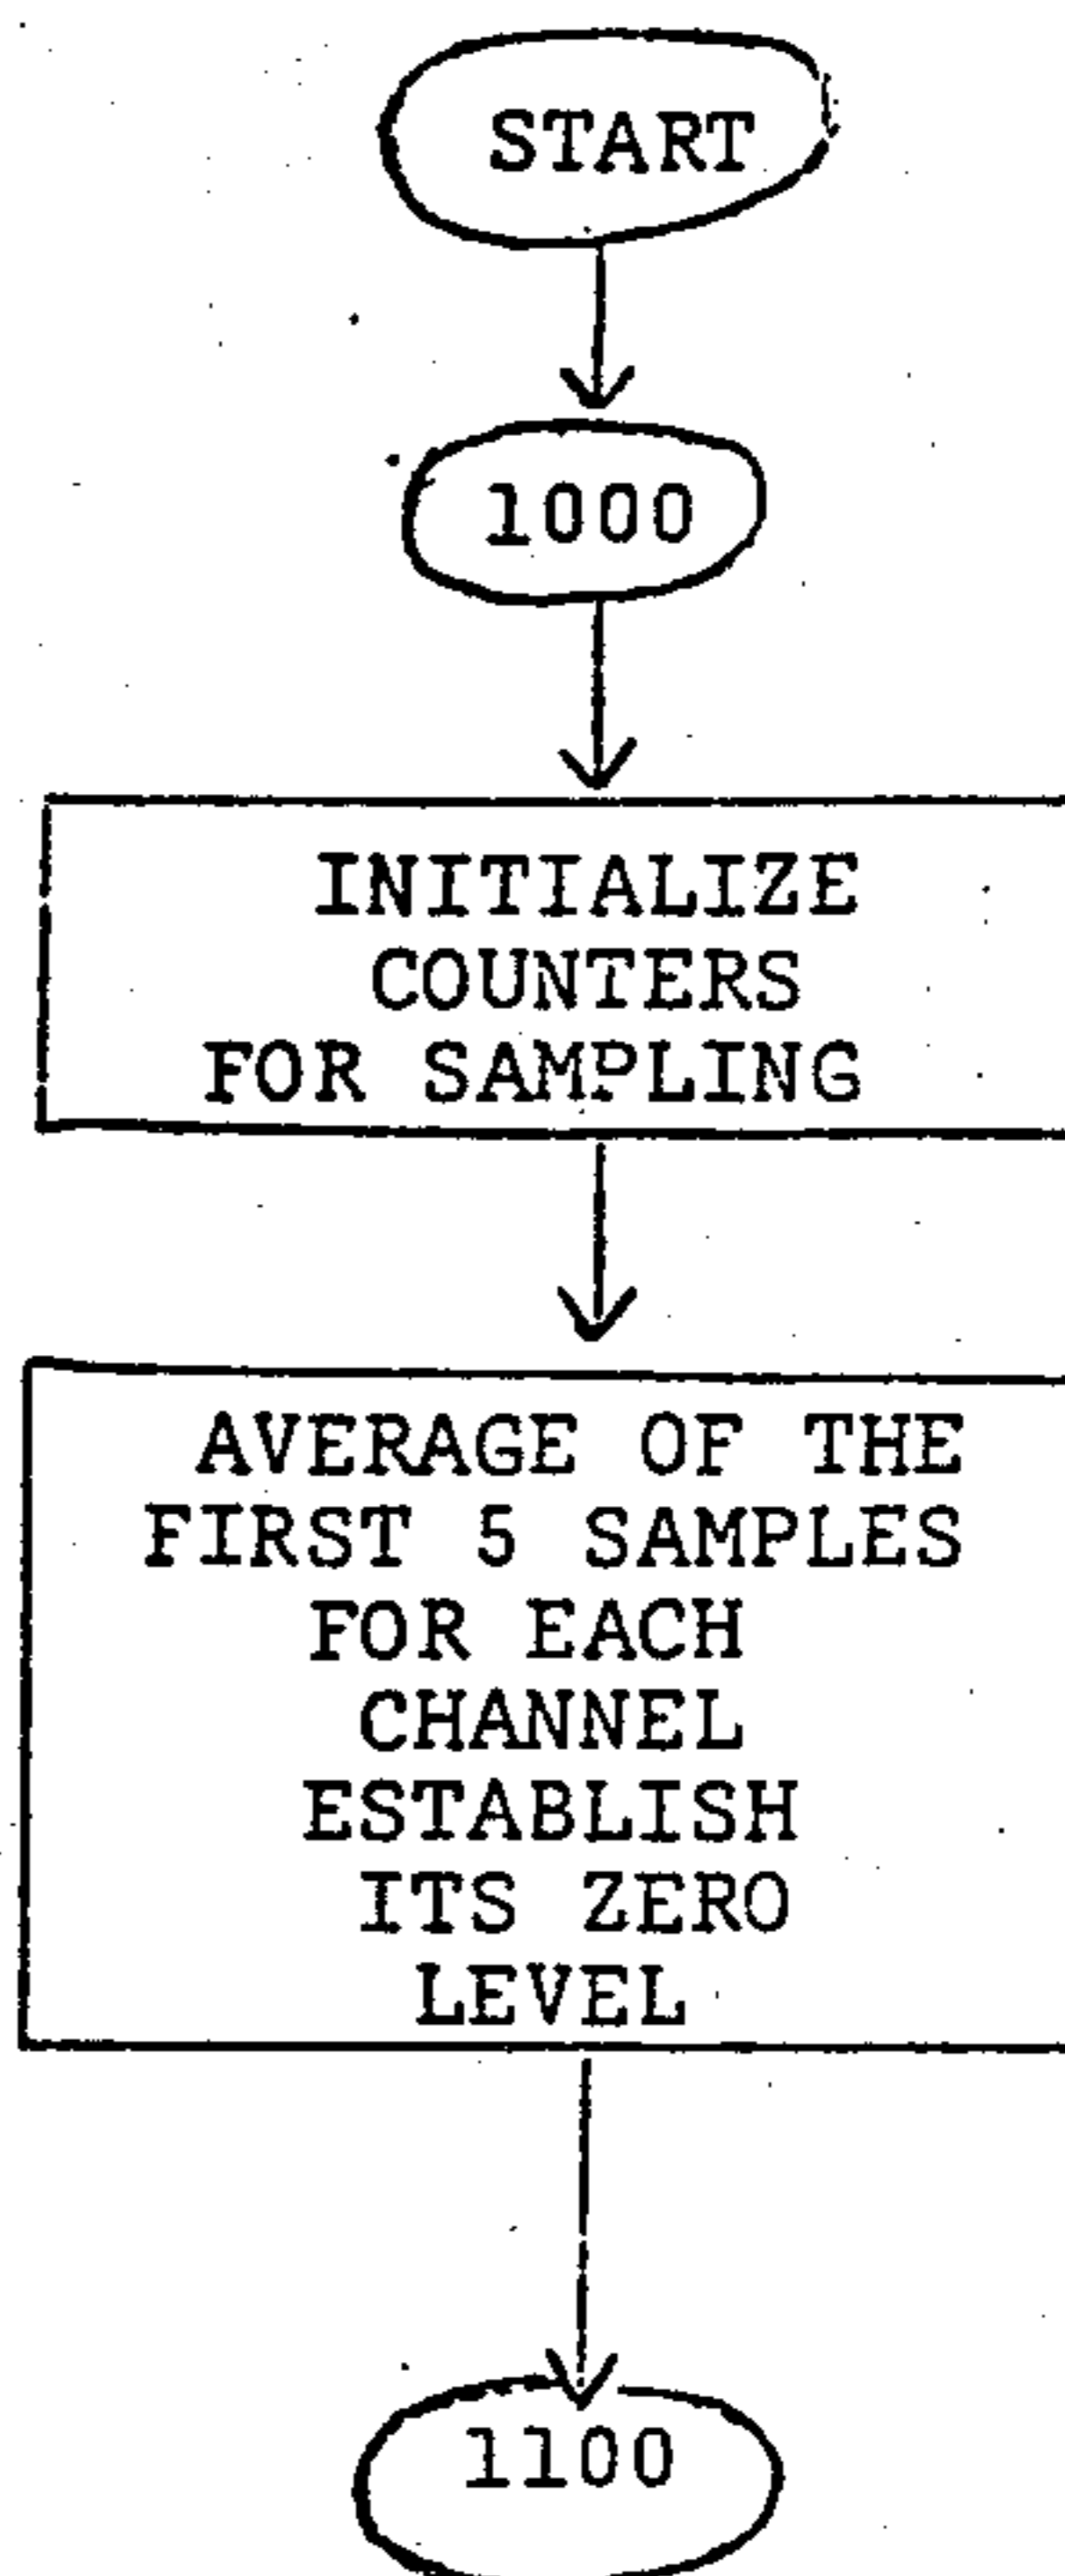 START
1000
INITIALIZE
COUNTERS
FOR SAMPLING
AVERAGE OF THE
FIRST 5 SAMPLES
FOR EACH
CHANNEL
ESTABLISH
ITS ZERO
LEVEL
1100